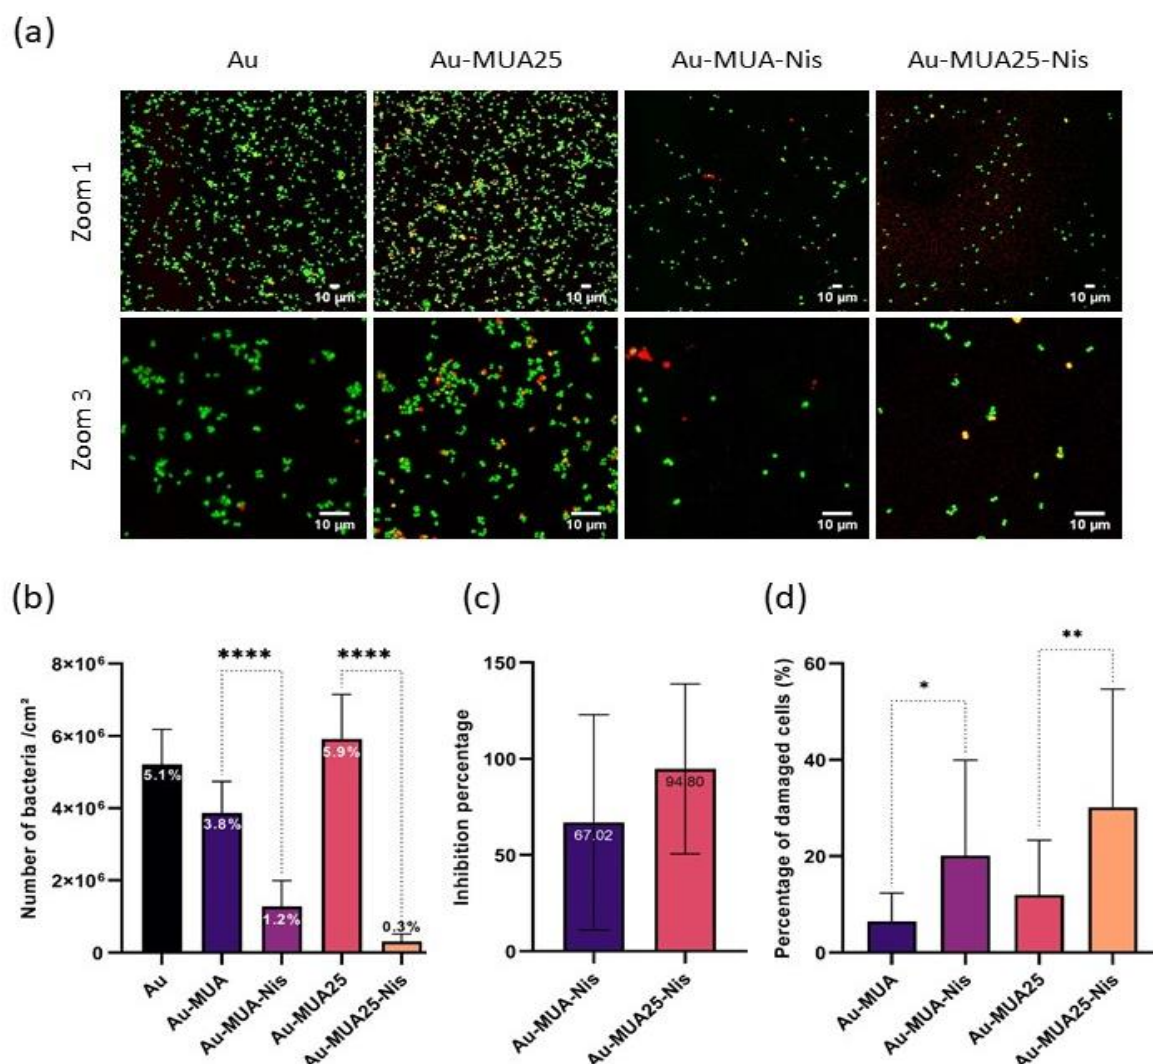 (a)
Au Au-MUA25 Au-MUA-Nis Au-MUA25-Nis
Zoom 1
10 µm 10 µm 10 µm 10 µm
Zoom 3
10 µm 10 µm 10 µm 10 µm
(b)
Number of bacteria /cm²
8×10⁶
6×10⁶
4×10⁶
2×10⁶
0
**** ****
5.1% 3.8% 1.2% 5.9% 0.3%
Au Au-MUA Au-MUA-Nis Au-MUA25 Au-MUA25-Nis
(c)
Inhibition percentage
150
100
50
0
67.02 94.80
Au-MUA-Nis Au-MUA25-Nis
(d)
Percentage of damaged cells (%)
60
40
20
0
* **
Au-MUA Au-MUA-Nis Au-MUA25 Au-MUA25-Nis